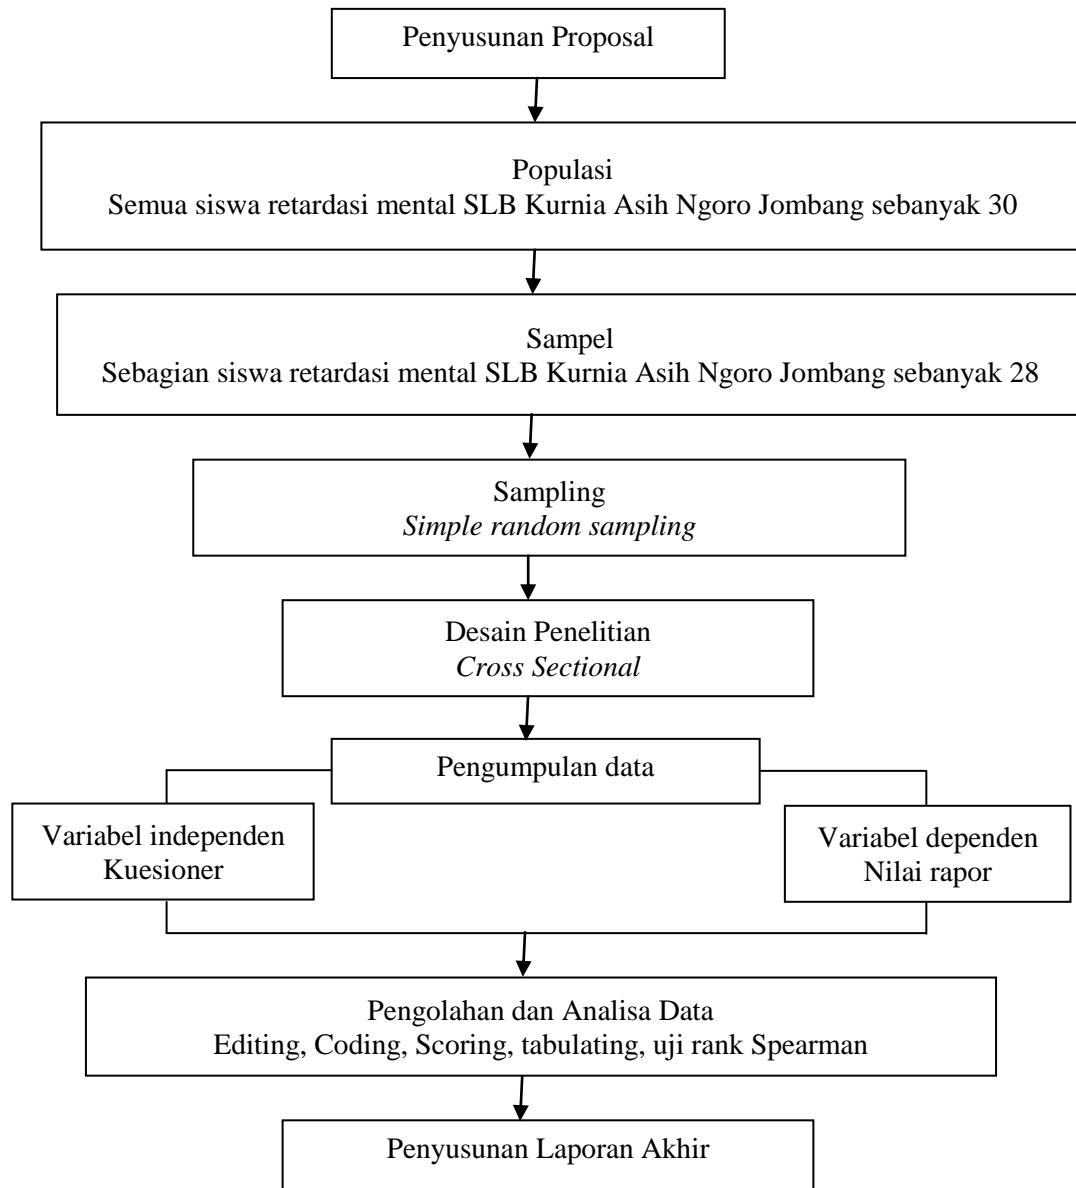 Penyusunan Proposal
Populasi
Semua siswa retardasi mental SLB Kurnia Asih Ngoro Jombang sebanyak 30
Sampel
Sebagian siswa retardasi mental SLB Kurnia Asih Ngoro Jombang sebanyak 28
Sampling
Simple random sampling
Desain Penelitian
Cross Sectional
Pengumpulan data
Variabel independen
Kuesioner
Variabel dependen
Nilai rapor
Pengolahan dan Analisa Data
Editing, Coding, Scoring, tabulating, uji rank Spearman
Penyusunan Laporan Akhir